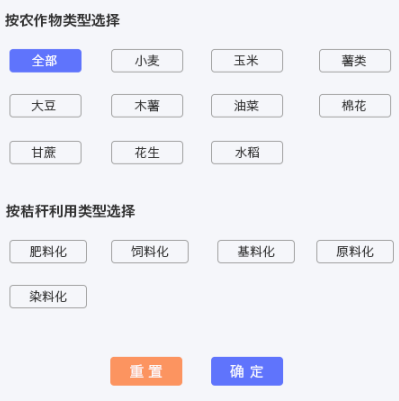 按农作物类型选择
全部 小麦 玉米 薯类
大豆 木薯 油菜 棉花
甘蔗 花生 水稻
按秸秆利用类型选择
肥料化 饲料化 基料化 原料化
染料化
重置 确定